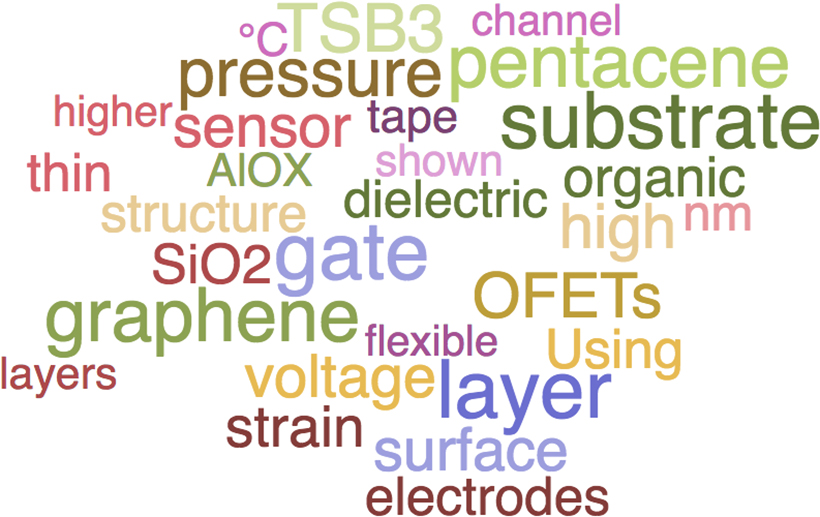 channel
°C TSB3
pressure pentacene
higher sensor tape substrate
thin AlOX shown organic
structure dielectric high nm
SiO2 gate
graphene OFETs
flexible Using
layers voltage layer
strain surface
electrodes